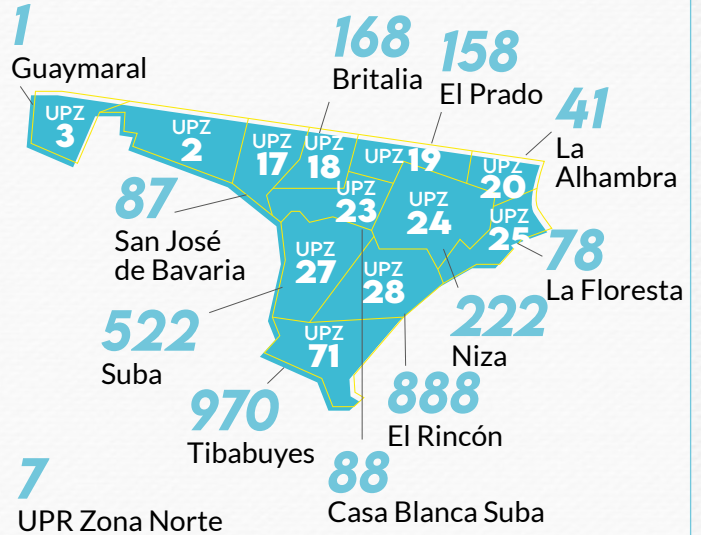 1
Guaymaral
168
Britalia
158
El Prado
41
La
Alhambra
UPZ
3
UPZ
2
UPZ
17
UPZ
18
UPZ 19
UPZ
20
UPZ
23
UPZ
24
UPZ
25
87
San José
de Bavaria
UPZ
27
UPZ
28
78
La Floresta
522
Suba
222
Niza
UPZ
71
970
Tibabuyes
888
El Rincón
88
Casa Blanca Suba
7
UPR Zona Norte